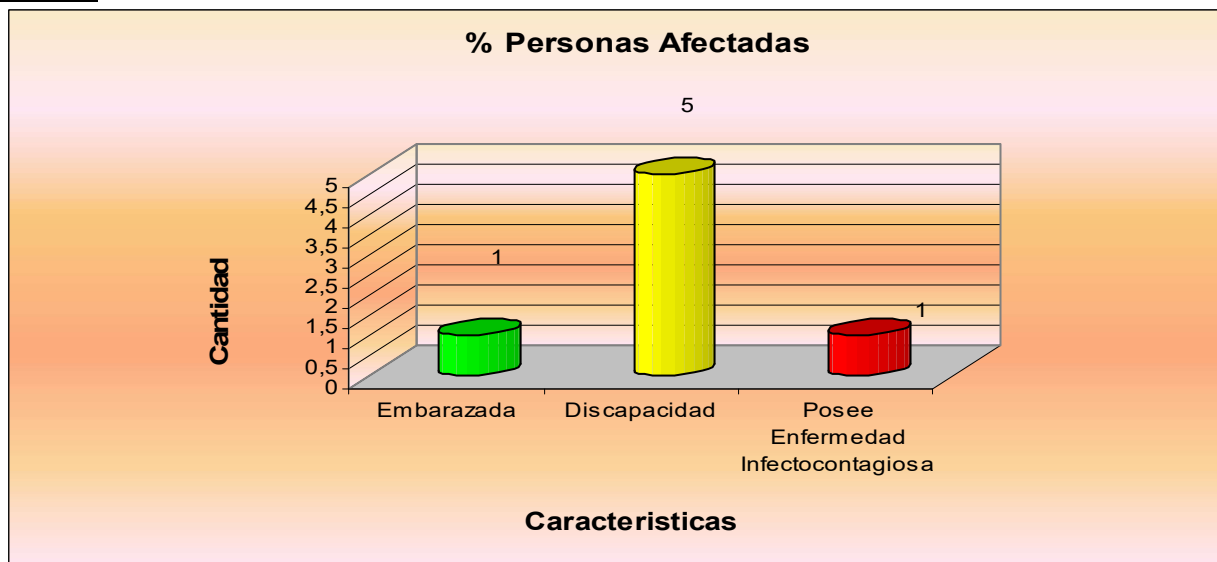 % Personas Afectadas
5
1
1
5
4,5
4
3,5
3
2,5
2
1,5
1
0,5
0
Cantidad
Embarazada
Discapacidad
Posee
Enfermedad
Infectocontagiosa
Caracteristicas